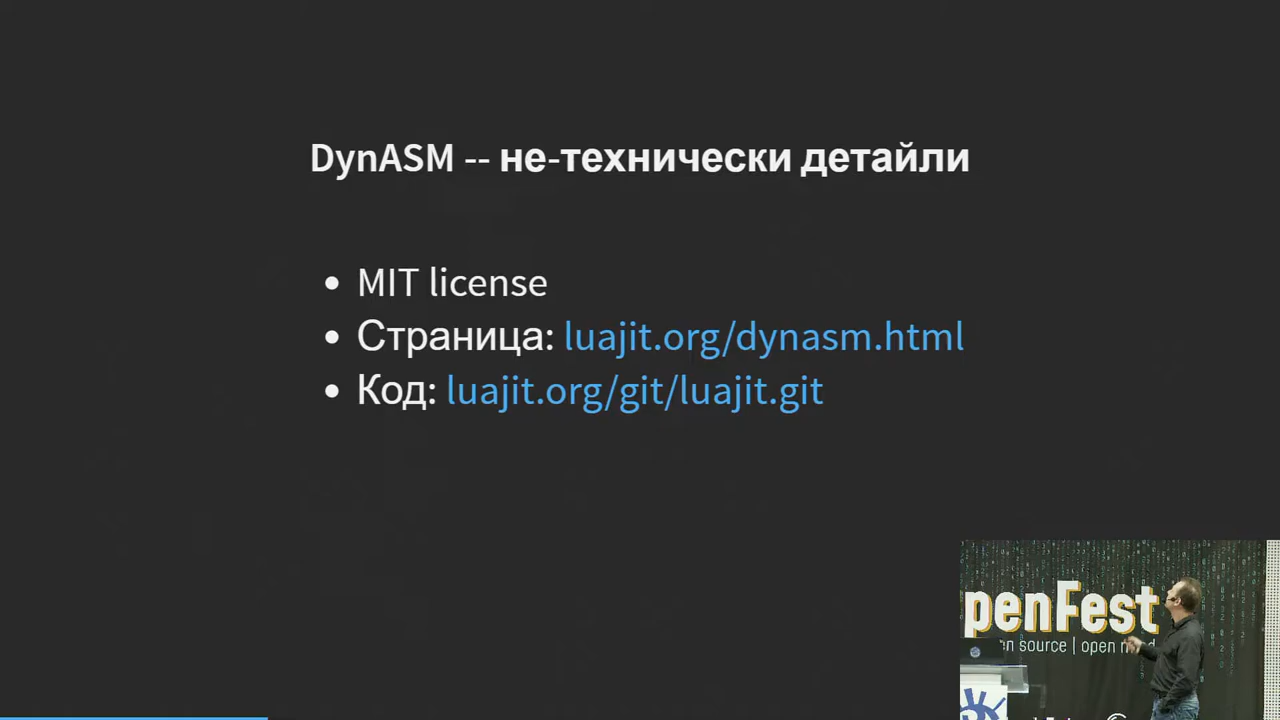 DynASM -- не-технически детайли
• MIT license
• Страница: luajit.org/dynasm.html
• Код: luajit.org/git/luajit.git
penFest
en source | open